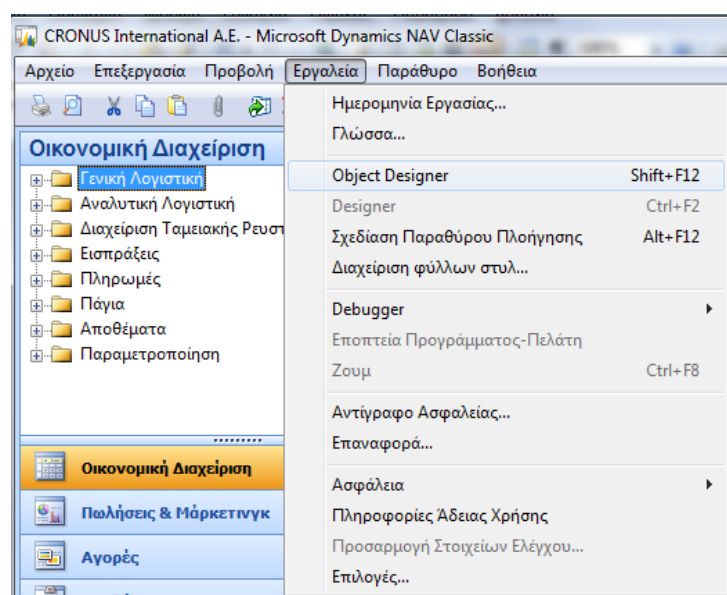 CRONUS International A.E. - Microsoft Dynamics NAV Classic
Αρχείο Επεξεργασία Προβολή Εργαλεία Παράθυρο Βοήθεια
Οικονομική Διαχείριση
Γενική Λογιστική
Αναλυτική Λογιστική
Διαχείριση Ταμειακής Ρευστ
Εισπράξεις
Πληρωμές
Πάγια
Αποθέματα
Παραμετροποίηση
Οικονομική Διαχείριση
Πωλήσεις & Μάρκετινγκ
Αγορές
Ημερομηνία Εργασίας...
Γλώσσα...
Object Designer Shift+F12
Designer Ctrl+F2
Σχεδίαση Παραθύρου Πλοήγησης Alt+F12
Διαχείριση φύλλων στυλ...
Debugger
Εποπτεία Προγράμματος-Πελάτη
Ζουμ Ctrl+F8
Αντίγραφο Ασφαλείας...
Επαναφορά...
Ασφάλεια
Πληροφορίες Άδειας Χρήσης
Προσαρμογή Στοιχείων Ελέγχου...
Επιλογές...